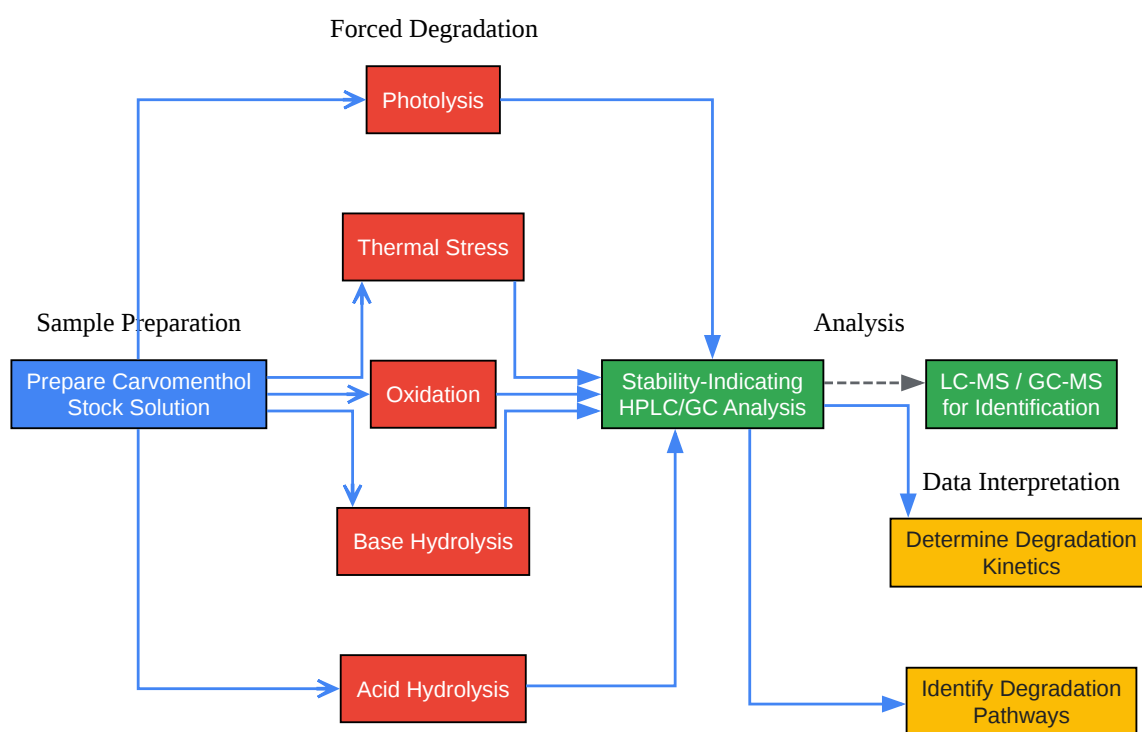 Forced Degradation
Photolysis
Thermal Stress
Sample Preparation
Analysis
Prepare Carvomenthol
Stock Solution
Oxidation
Stability-Indicating
HPLC/GC Analysis
LC-MS / GC-MS
for Identification
Data Interpretation
Base Hydrolysis
Determine Degradation
Kinetics
Acid Hydrolysis
Identify Degradation
Pathways